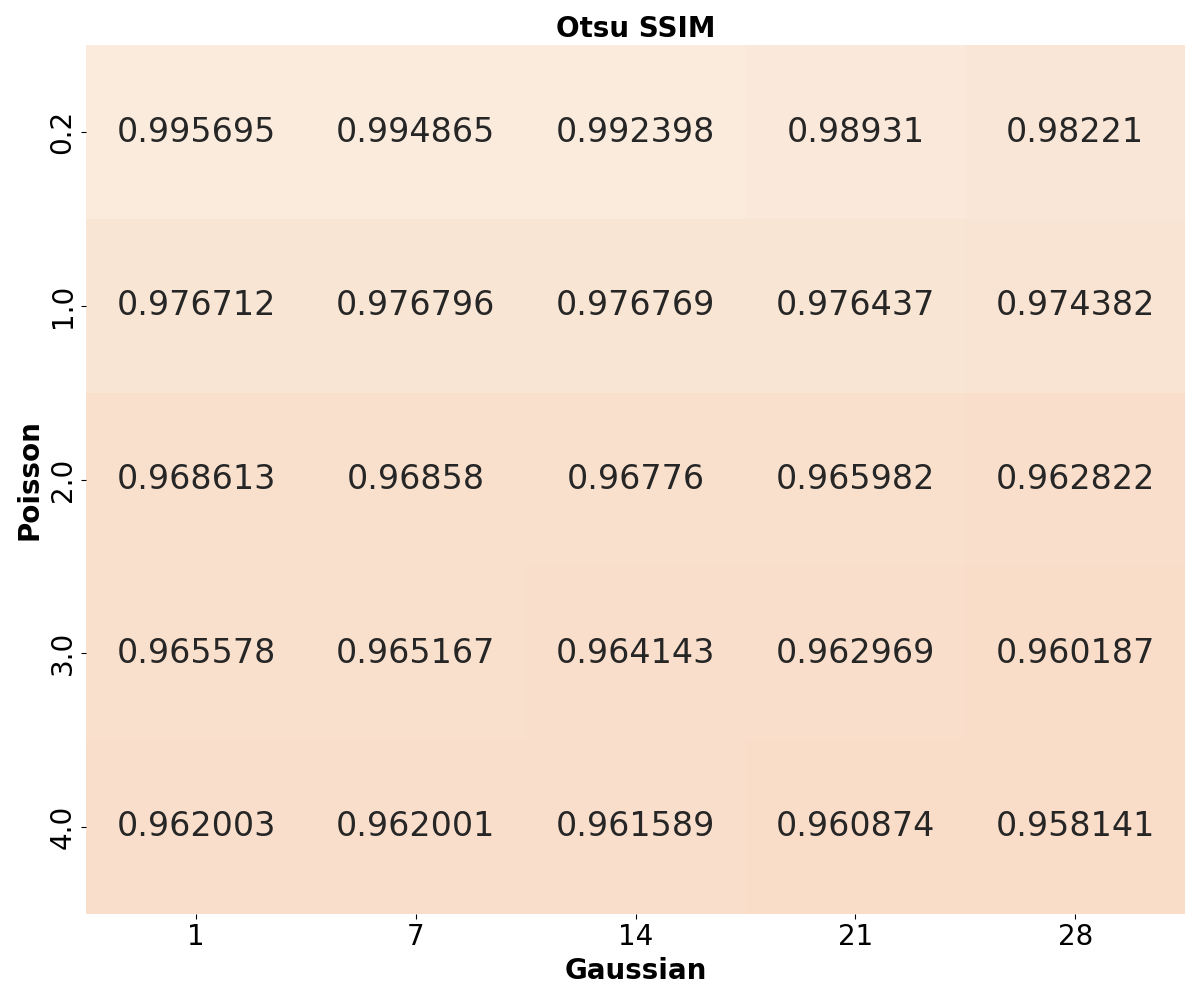 Otsu SSIM
0.2 0.995695 0.994865 0.992398 0.98931 0.98221
1.0 0.976712 0.976796 0.976769 0.976437 0.974382
Poisson
2.0 0.968613 0.96858 0.96776 0.965982 0.962822
3.0 0.965578 0.965167 0.964143 0.962969 0.960187
4.0 0.962003 0.962001 0.961589 0.960874 0.958141
1 7 14 21 28
Gaussian